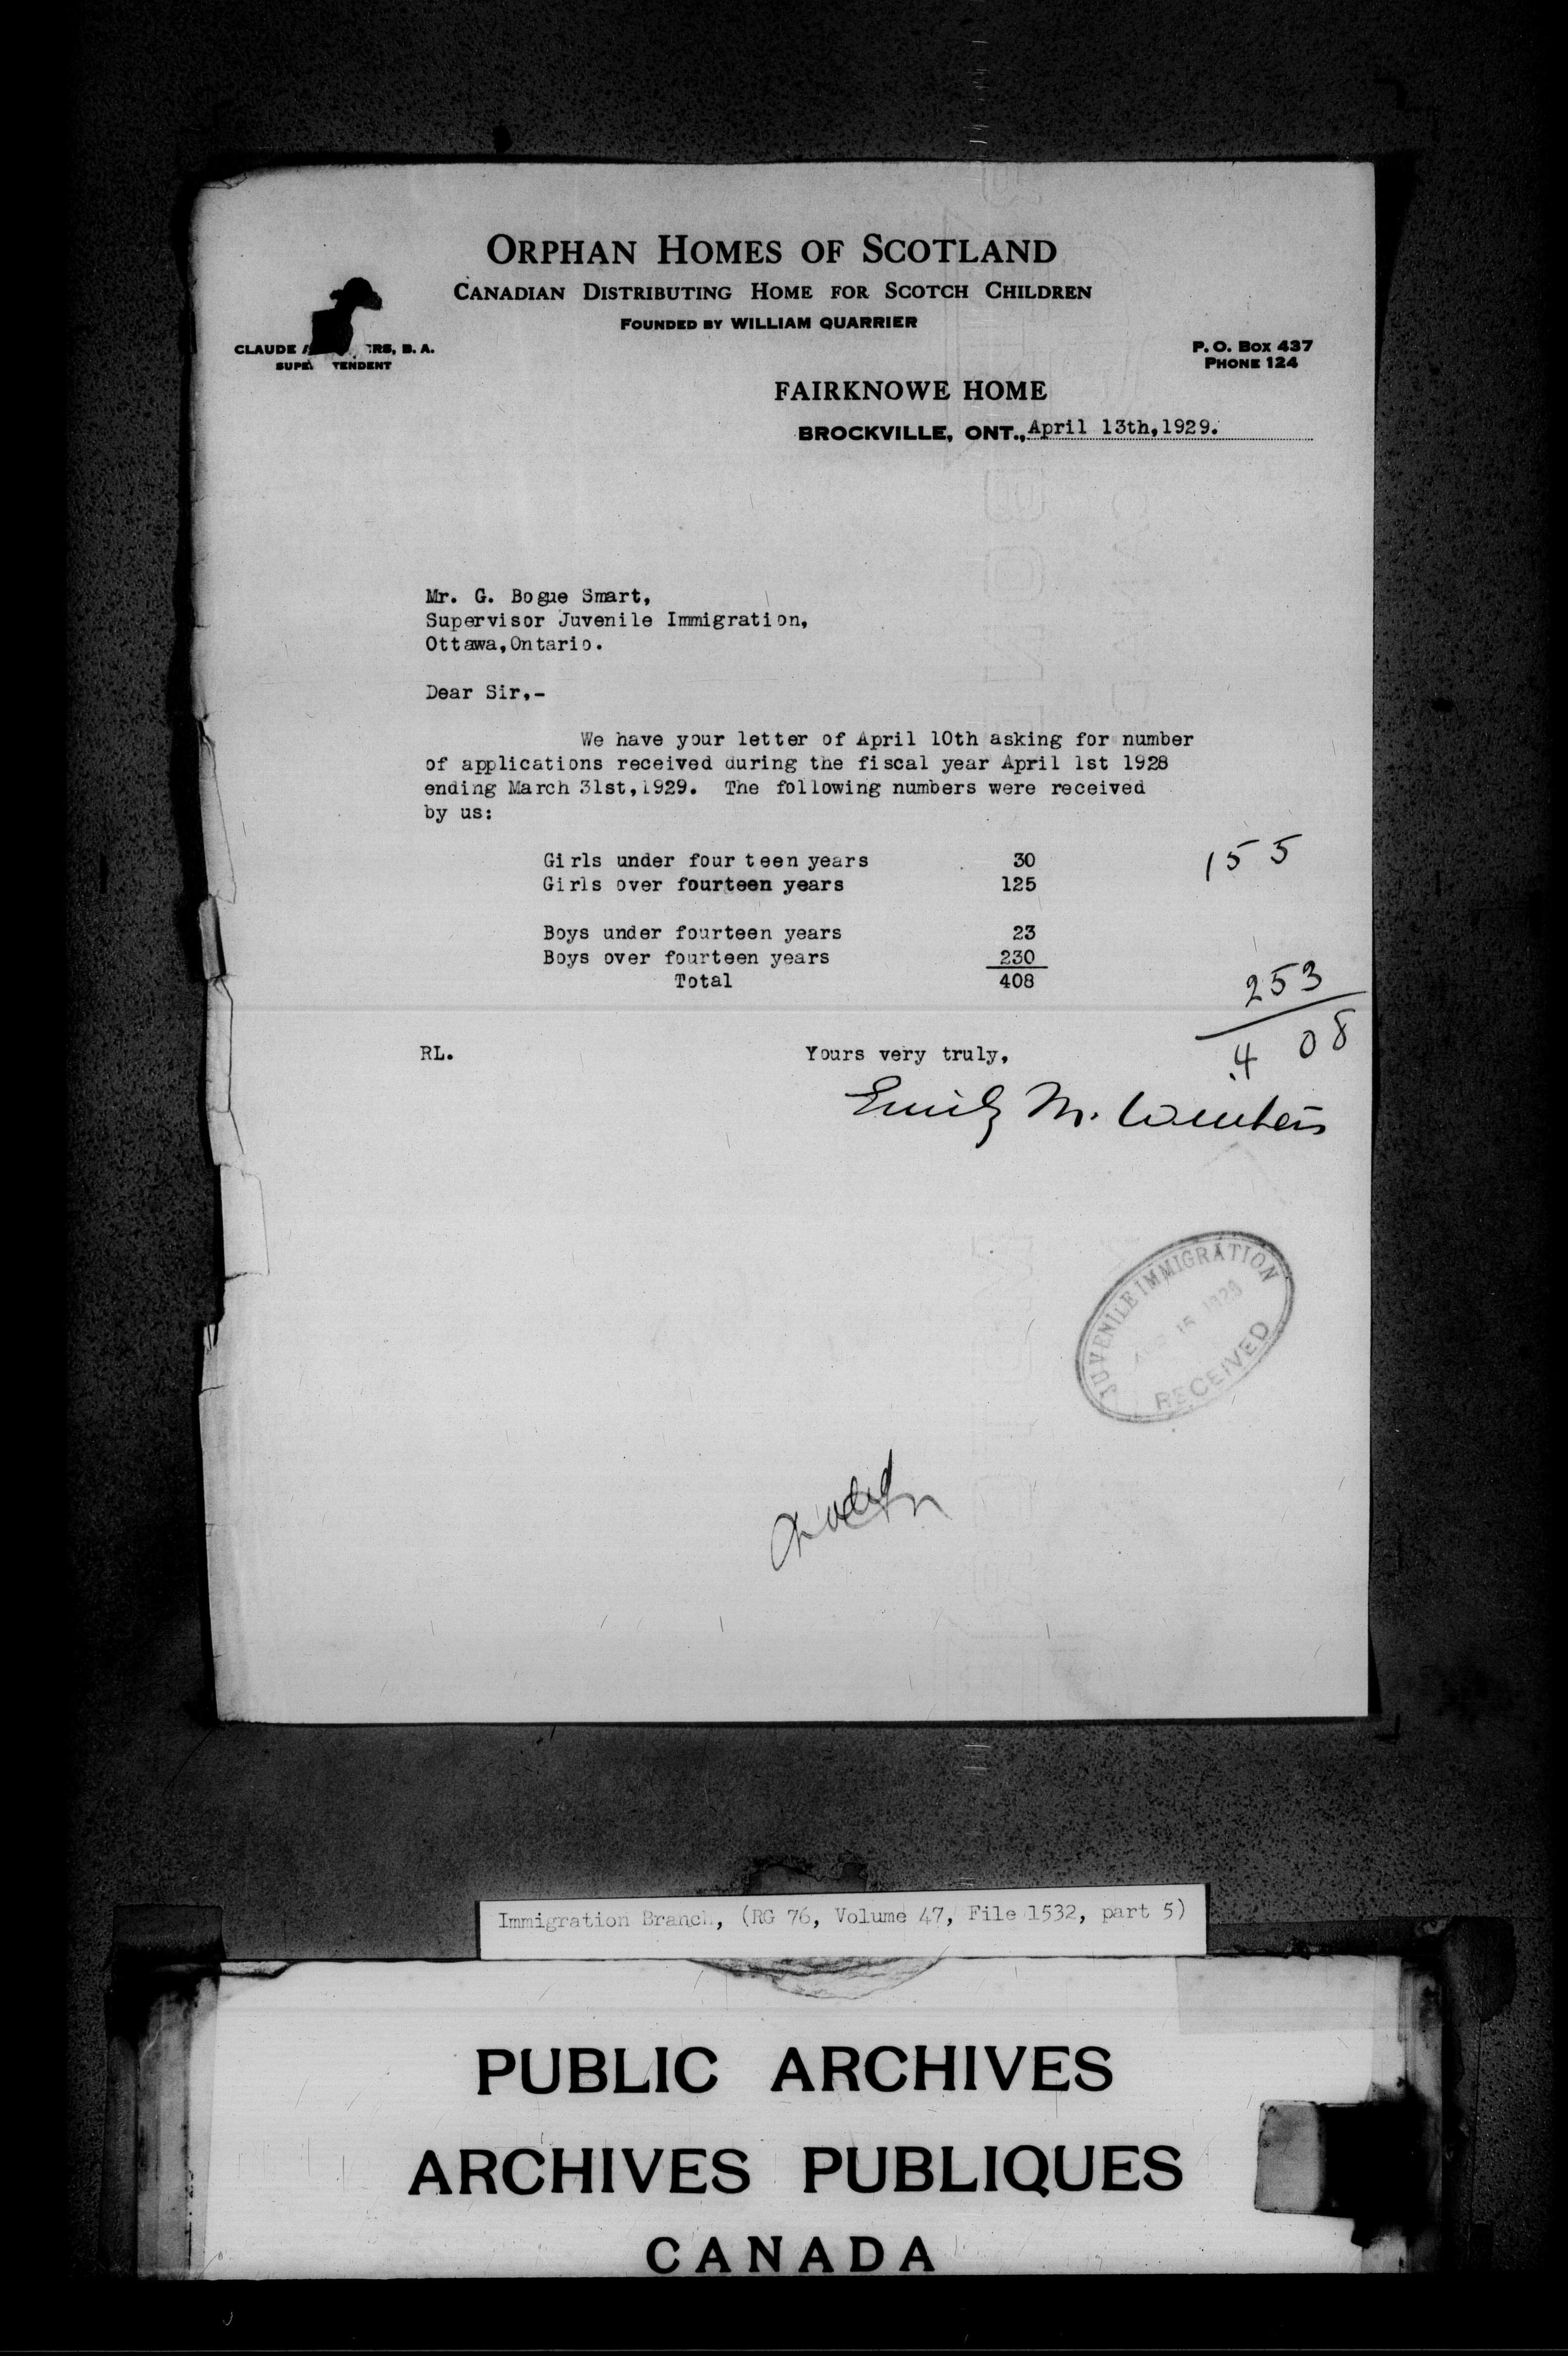 ORPHAN HOMES OF SCOTLAND
CANADIAN DISTRIBUTING HOME FOR SCOTCH CHILDREN
FOUNDED BY WILLIAM QUARRIER
CLAUDE RS, B. A.
SUPE TENDENT
P. O. BOX 437
PHONE 124
FAIRKNOWE HOME
BROCKVILLE, ONT., April 13th, 1929.
Mr. G. Bogue Smart,
Supervisor Juvenile Immigration,
Ottawa, Ontario.
Dear Sir,-
We have your letter of April 10th asking for number
of applications received during the fiscal year April 1st 1928
ending March 31st, 1929. The following numbers were received
by us:
Girls under fourteen years 30 155
Girls over fourteen years 125
Boys under fourteen years 23
Boys over fourteen years 230 253
Total 408
408
RL. Yours very truly,
Emily M. Winters
JUVENILE IMMIGRATION
15
RECEIVED
Immigration Branch, (RG 76, Volume 47, File 1532, part 5)
PUBLIC ARCHIVES
ARCHIVES PUBLIQUES
CANADA